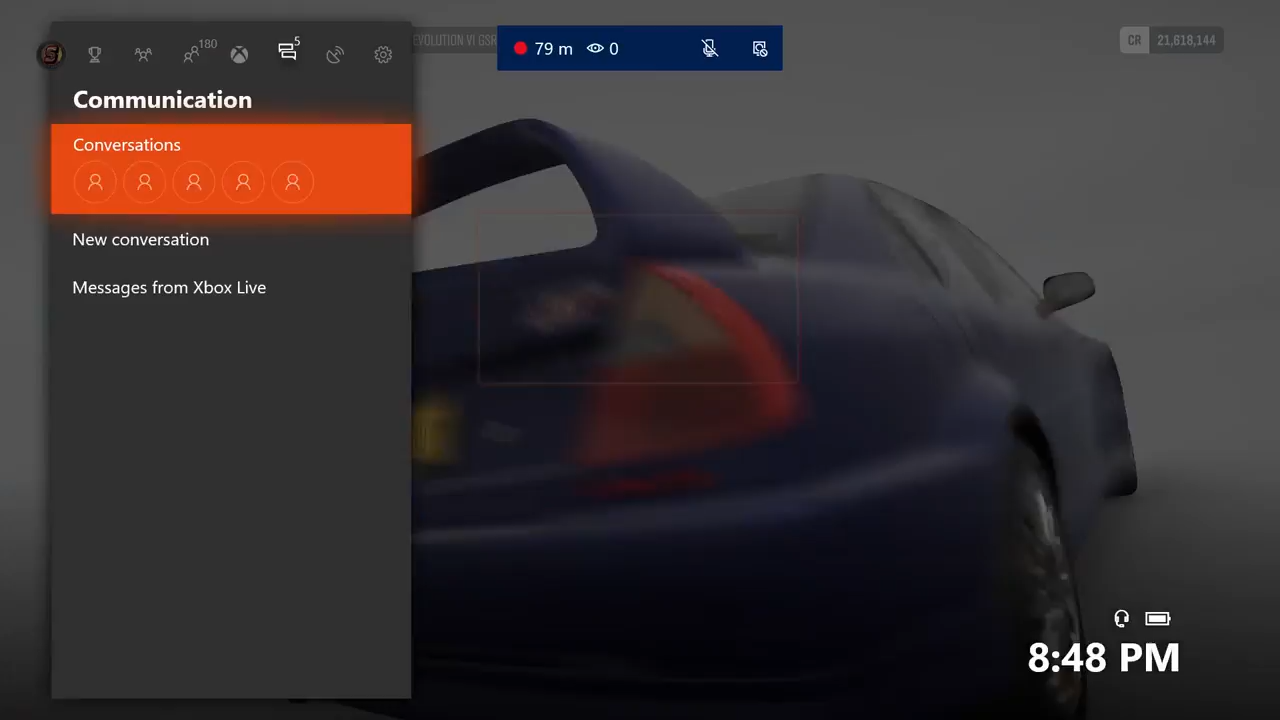 180
5
EVOLUTION VI GSR
79 m 0
CR 21,618,144
Communication
Conversations
New conversation
Messages from Xbox Live
8:48 PM